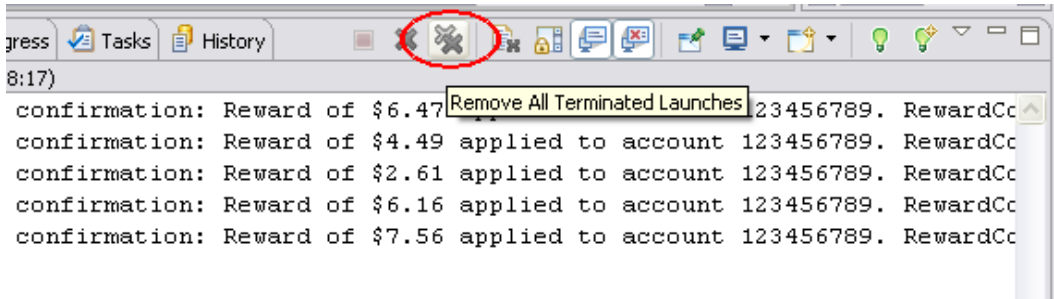 gress Tasks History
8:17)
Remove All Terminated Launches
confirmation: Reward of $6.47 123456789. RewardCo
confirmation: Reward of $4.49 applied to account 123456789. RewardCo
confirmation: Reward of $2.61 applied to account 123456789. RewardCo
confirmation: Reward of $6.16 applied to account 123456789. RewardCo
confirmation: Reward of $7.56 applied to account 123456789. RewardCo